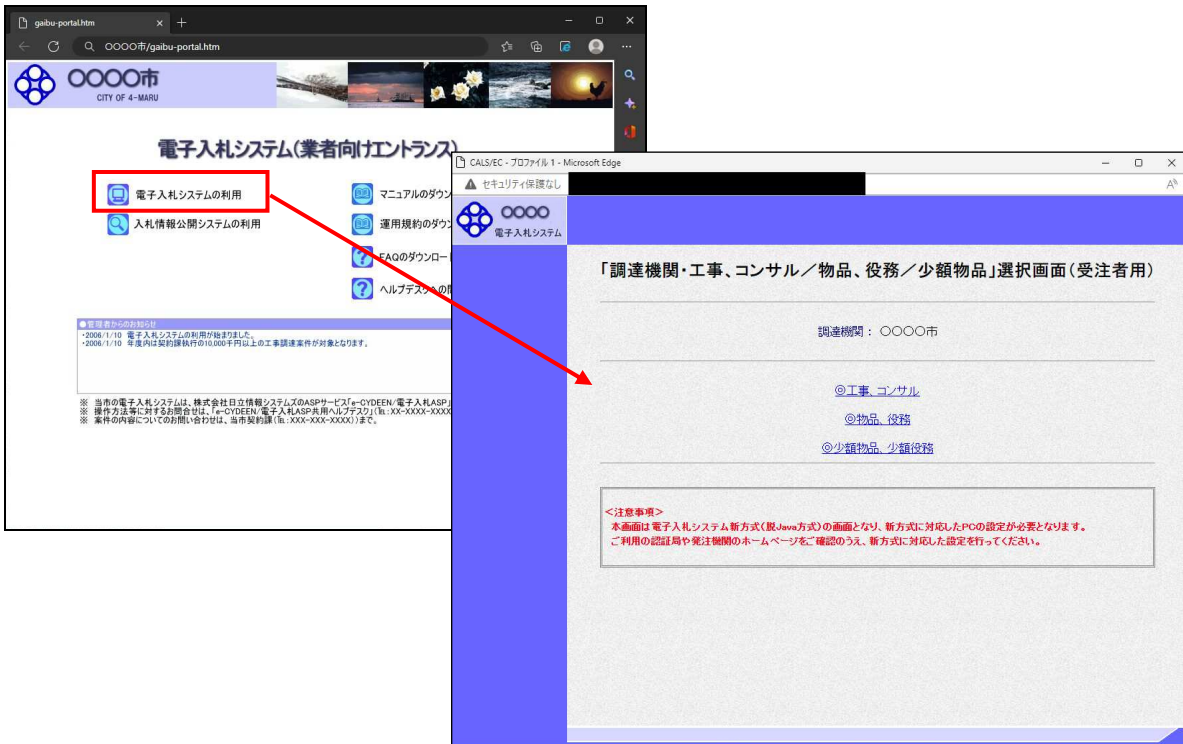 gaibu-portal.htm
〇〇〇〇市/gaibu-portal.htm
〇〇〇〇市
CITY OF 4-MARU
電子入札システム(業者向けエントランス)
電子入札システムの利用
マニュアルのダウン
入札情報公開システムの利用
運用規約のダウン
FAQのダウンロード
ヘルプデスクへの問
●管理者からのお知らせ
・2006/1/10 電子入札システムの利用が始まりました。
・2006/1/10 年度内は契約課執行の10,000千円以上の工事調達案件が対象となります。
※ 当市の電子入札システムは、株式会社日立情報システムズのASPサービス「e-CYDEEN/電子入札ASP」
※ 操作方法等に対するお問合せは、「e-CYDEEN/電子入札ASP共用ヘルプデスク」(℡:XX-XXXX-XXXX
※ 案件の内容についてのお問い合わせは、当市契約課(℡:XXX-XXX-XXXX)まで。
CALS/EC - プロファイル 1 - Microsoft Edge
セキュリティ保護なし
〇〇〇〇
電子入札システム
「調達機関・工事、コンサル／物品、役務／少額物品」選択画面(受注者用)
調達機関： 〇〇〇〇市
◎工事、コンサル
◎物品、役務
◎少額物品、少額役務
＜注意事項＞
本画面は電子入札システム新方式(脱Java方式)の画面となり、新方式に対応したPCの設定が必要となります。
ご利用の認証局や発注機関のホームページをご確認のうえ、新方式に対応した設定を行ってください。